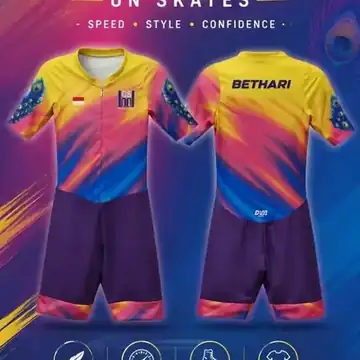 ON SKATES
- SPEED • STYLE • CONFIDENCE -
BETHARI